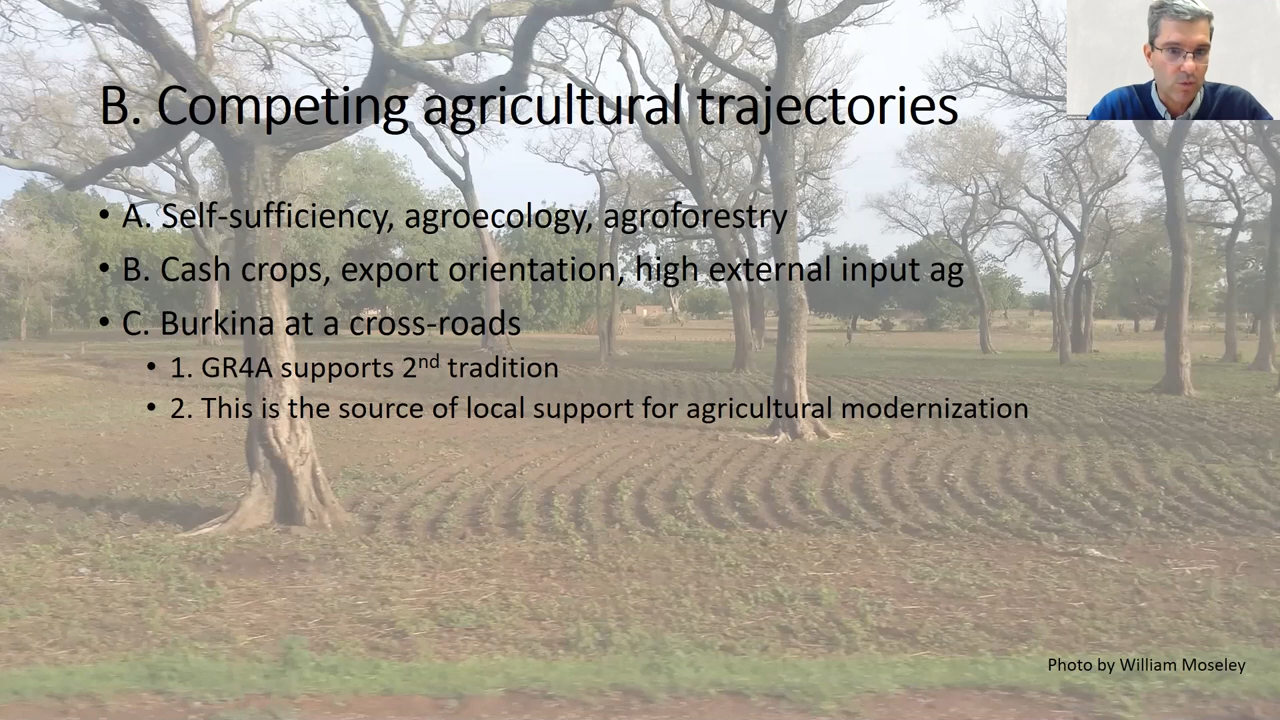 B. Competing agricultural trajectories
• A. Self-sufficiency, agroecology, agroforestry
• B. Cash crops, export orientation, high external input ag
• C. Burkina at a cross-roads
• 1. GR4A supports 2nd tradition
• 2. This is the source of local support for agricultural modernization
Photo by William Moseley